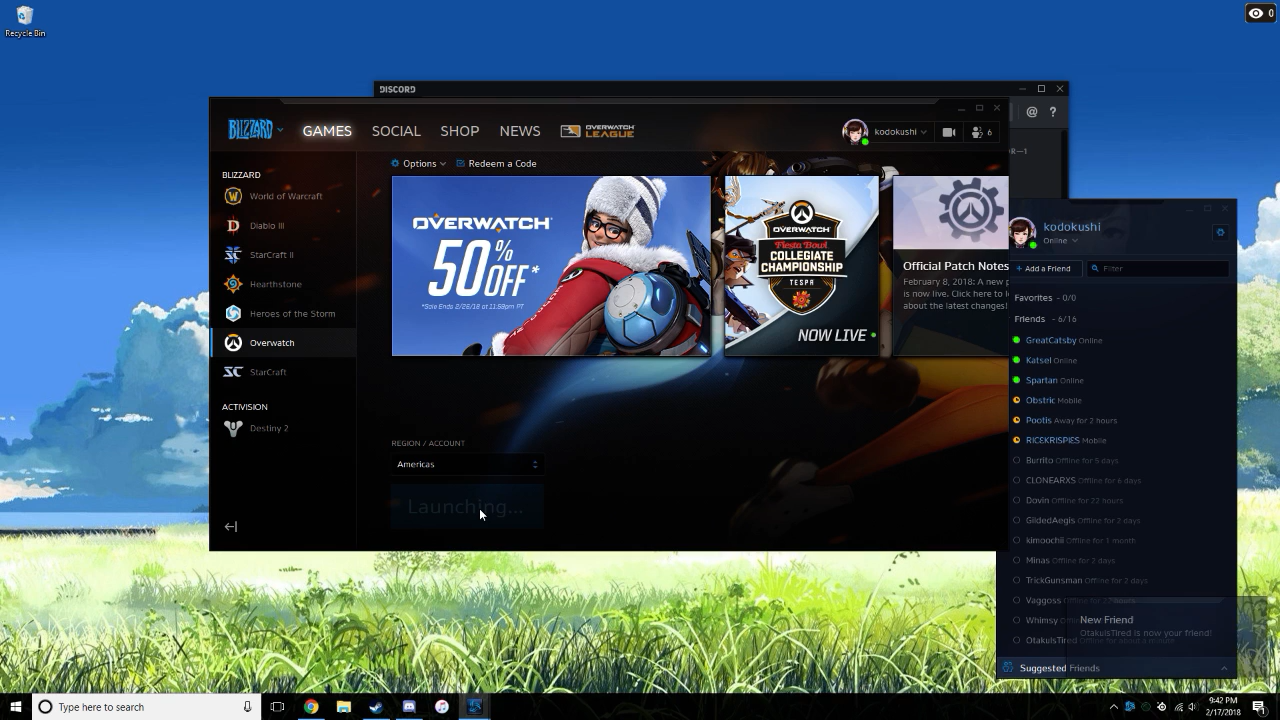 Recycle Bin
0
DISCORD
BLIZZARD
GAMES
SOCIAL
SHOP
NEWS
OVERWATCH
LEAGUE
kodokushi
6
Options
Redeem a Code
BLIZZARD
World of Warcraft
Diablo III
StarCraft II
Hearthstone
Heroes of the Storm
Overwatch
StarCraft
ACTIVISION
Destiny 2
OVERWATCH
50% OFF*
*Sale Ends 2/26/18 at 11:59pm PT
OVERWATCH
Fiesta Bowl
COLLEGIATE
CHAMPIONSHIP
TESPA
NOW LIVE
Official Patch Notes
February 8, 2018: A new p
is now live. Click here to l
about the latest changes!
REGION / ACCOUNT
Americas
Launching...
kodokushi
Online
+ Add a Friend
Filter
Favorites - 0/0
Friends - 6/16
GreatCatsby Online
Katsel Online
Spartan Online
Obstric Mobile
Pootis Away for 2 hours
RICEKRISPIES Mobile
Burrito Offline for 5 days
CLONEARXS Offline for 6 days
Dovin Offline for 22 hours
GildedAegis Offline for 2 days
kimoochii Offline for 1 month
Minas Offline for 2 days
TrickGunsman Offline for 2 days
Vaggoss
Whimsy
OtakuIsTired
New Friend
OtakuIsTired is now your friend!
Suggested Friends
Type here to search
9:42 PM
2/17/2018